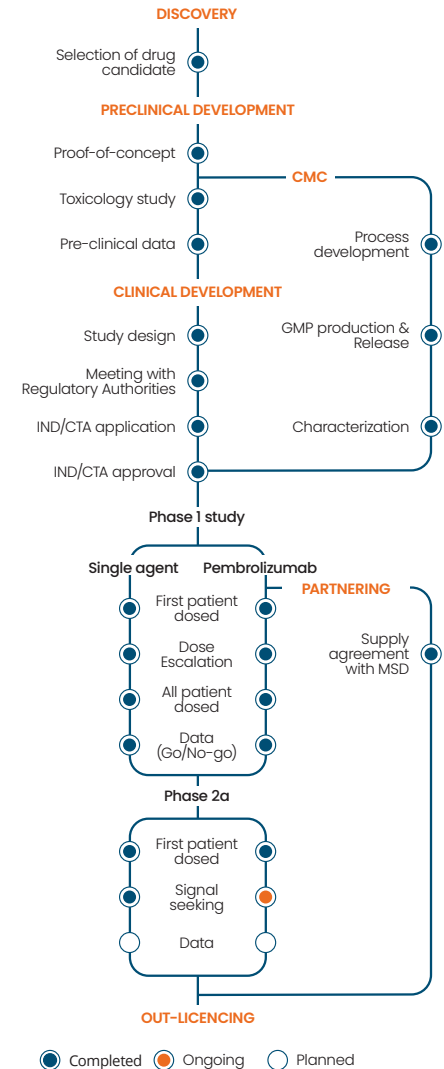 DISCOVERY
Selection of drug
candidate
PRECLINICAL DEVELOPMENT
Proof-of-concept
CMC
Toxicology study
Pre-clinical data
Process
development
CLINICAL DEVELOPMENT
Study design
GMP production &
Release
Meeting with
Regulatory Authorities
IND/CTA application
Characterization
IND/CTA approval
Phase 1 study
Single agent
Pembrolizumab
PARTNERING
First patient
dosed
Dose
Escalation
Supply
agreement
with MSD
All patient
dosed
Data
(Go/No-go)
Phase 2a
First patient
dosed
Signal
seeking
Data
OUT-LICENCING
Completed
Ongoing
Planned